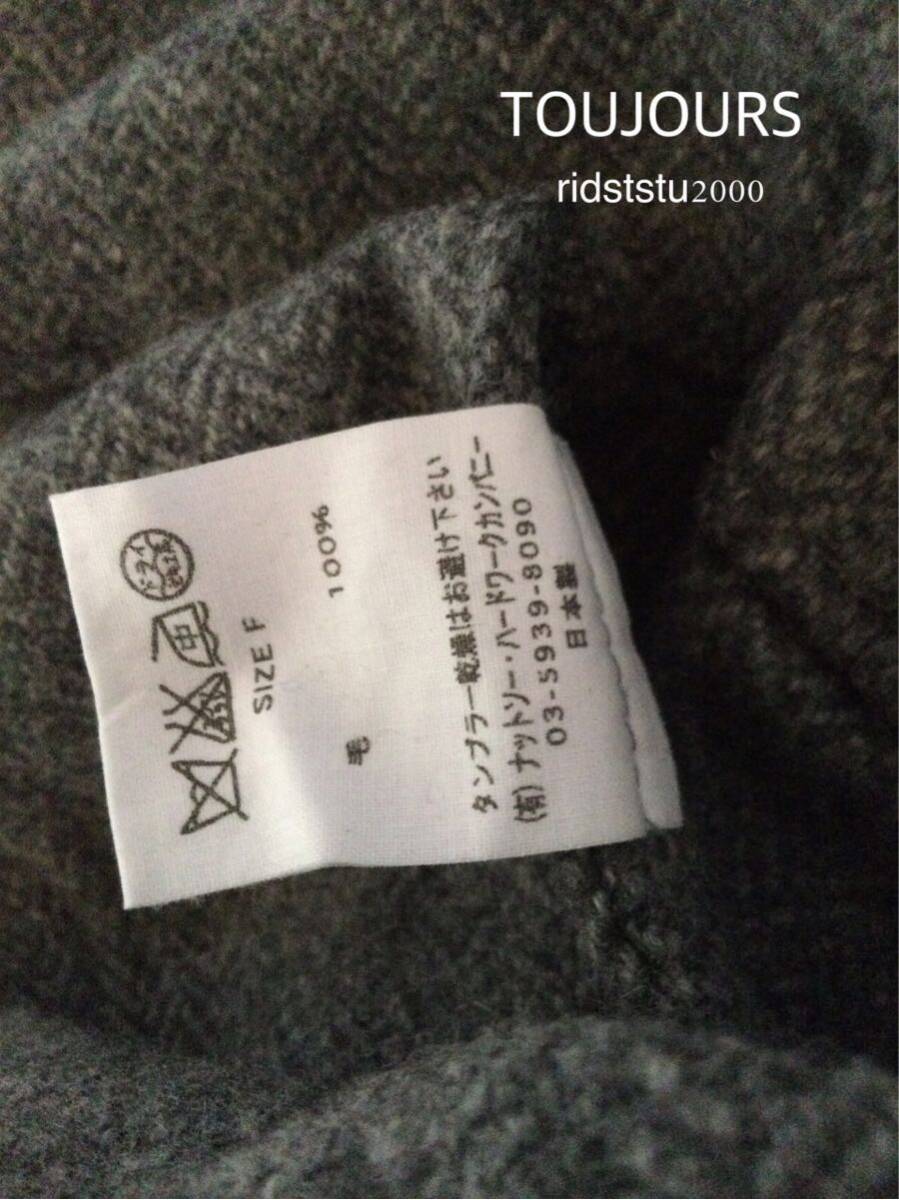 TOUJOURS
ridststu2000
ドライ
中
SIZE F
毛 100%
タンブラー乾燥はお避け下さい
(有)ナットソー・ハードワークカンパニー
03-5939-8090
日本製